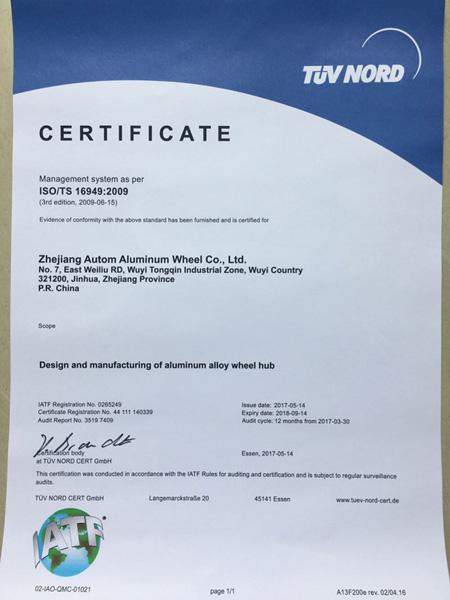 TÜV NORD
CERTIFICATE
Management system as per
ISO/TS 16949:2009
(3rd edition, 2009-06-15)
Evidence of conformity with the above standard has been furnished and is certified for
Zhejiang Autom Aluminum Wheel Co., Ltd.
No. 7, East Weiliu RD, Wuyi Tongqin Industrial Zone, Wuyi Country
321200, Jinhua, Zhejiang Province
P.R. China
Scope
Design and manufacturing of aluminum alloy wheel hub
IATF Registration No. 0265249
Certificate Registration No. 44 111 140339
Audit Report No. 3519 7409
Issue date: 2017-05-14
Expiry date: 2018-09-14
Audit cycle: 12 months from 2017-03-30
Certification body
at TÜV NORD CERT GmbH
Essen, 2017-05-14
This certification was conducted in accordance with the IATF Rules for auditing and certification and is subject to regular surveillance
audits.
TÜV NORD CERT GmbH Langemarckstraße 20 45141 Essen www.tuev-nord-cert.de
IATF®
02-IAO-QMC-01021 page 1/1 A13F200e rev. 02/04.16